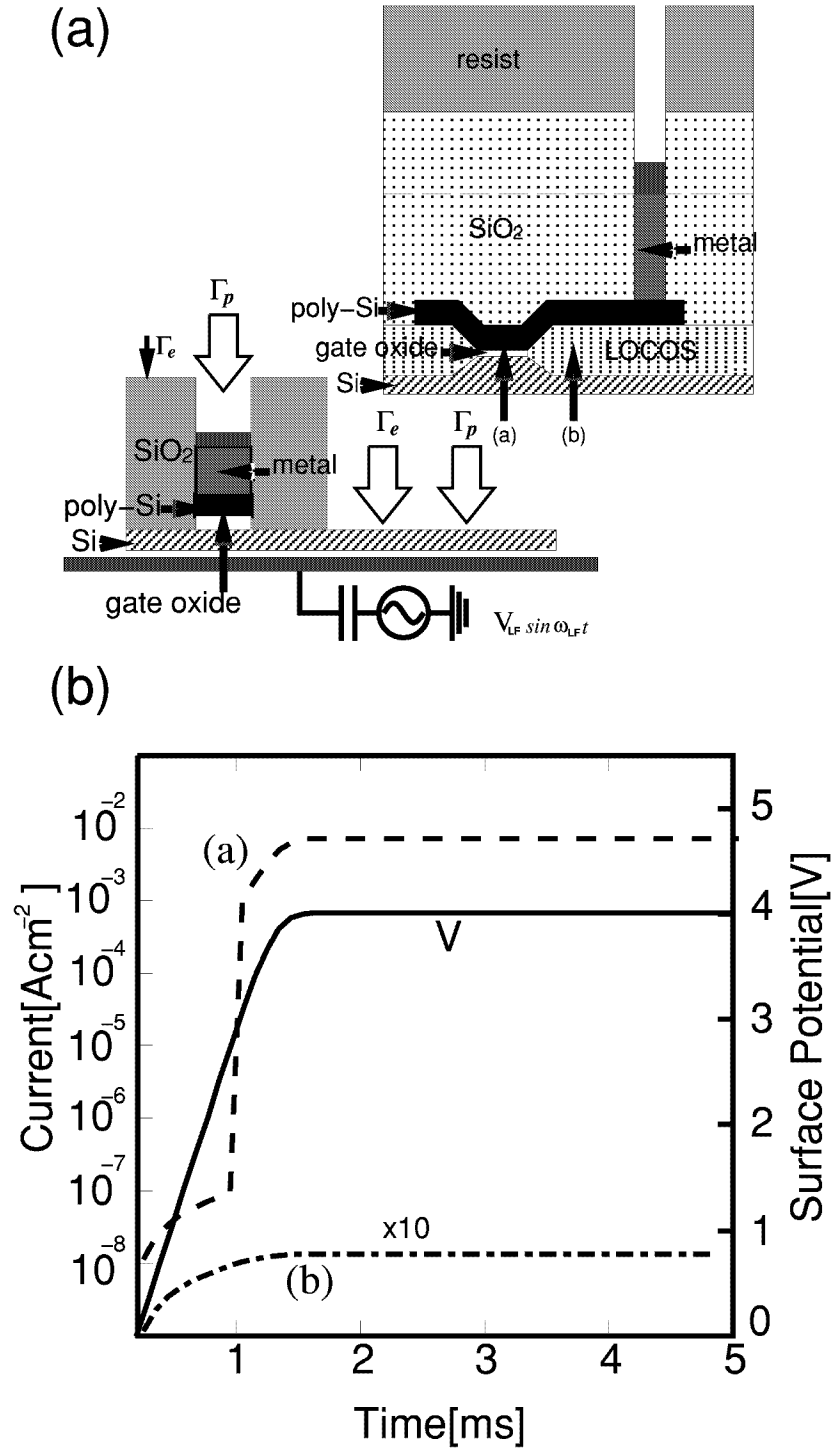 (a)
resist
SiO₂
metal
poly-Si
gate oxide
LOCOS
Si
(a)
(b)
Γp
Γe
SiO₂
metal
poly-Si
Si
gate oxide
Γe
Γp
V_LF sin ω_LF t
(b)
Current[Acm⁻²]
10⁻²
10⁻³
10⁻⁴
10⁻⁵
10⁻⁶
10⁻⁷
10⁻⁸
(a)
V
x10
(b)
5
4
3
2
1
0
Surface Potential[V]
1 2 3 4 5
Time[ms]